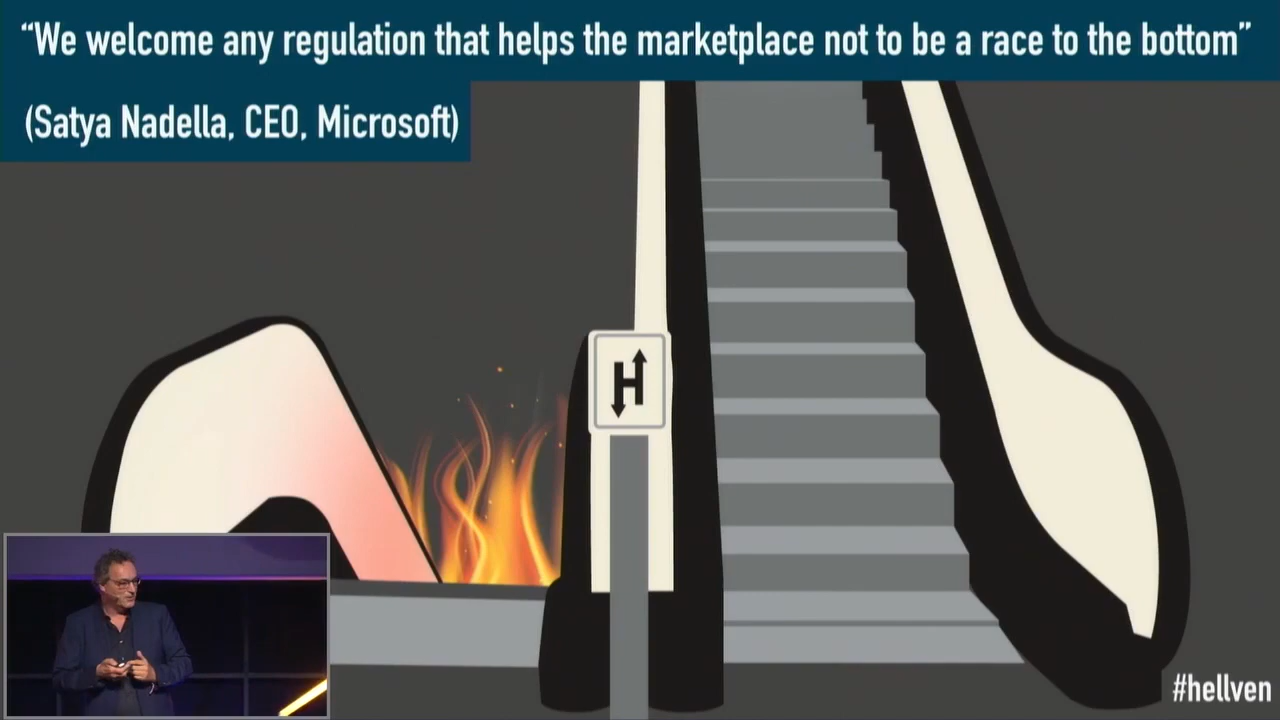 “We welcome any regulation that helps the marketplace not to be a race to the bottom”
(Satya Nadella, CEO, Microsoft)
H
#hellven